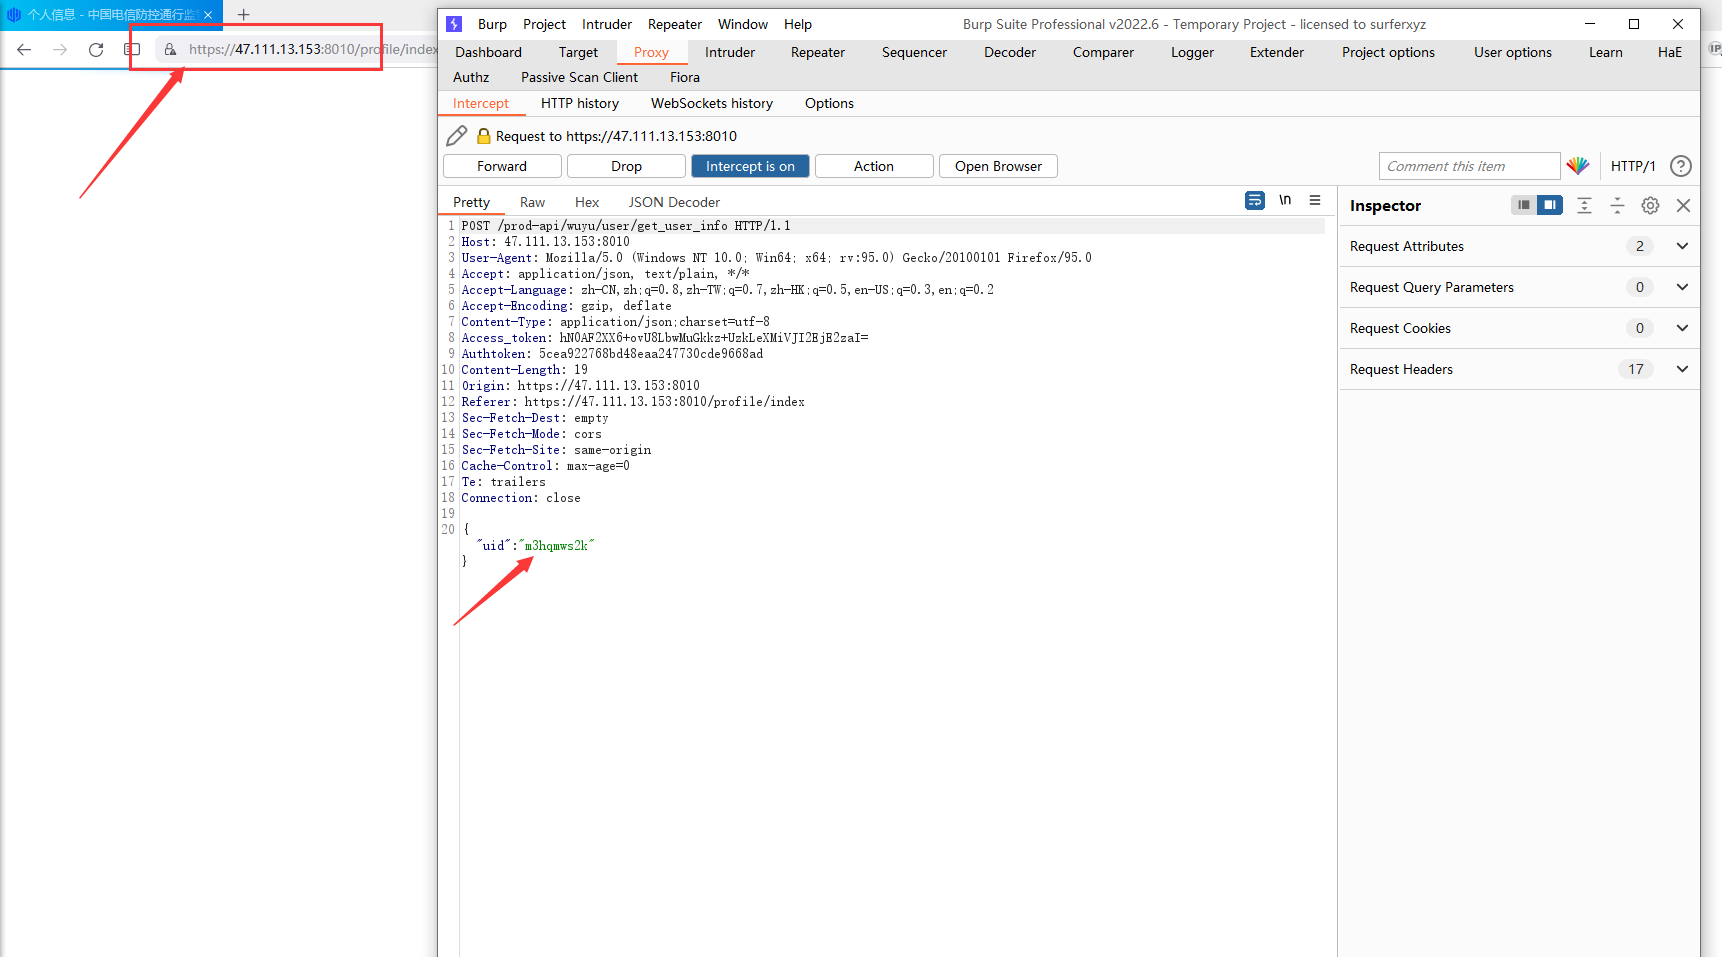 个人信息 - 中国电信防控通行监
https://47.111.13.153:8010/profile/index
Burp Project Intruder Repeater Window Help
Burp Suite Professional v2022.6 - Temporary Project - licensed to surferxyz
Dashboard Target Proxy Intruder Repeater Sequencer Decoder Comparer Logger Extender Project options User options Learn HaE
Authz Passive Scan Client Fiora
Intercept HTTP history WebSockets history Options
Request to https://47.111.13.153:8010
Forward Drop Intercept is on Action Open Browser
Comment this item
HTTP/1
Pretty Raw Hex JSON Decoder
\n
1 POST /prod-api/wuyu/user/get_user_info HTTP/1.1
2 Host: 47.111.13.153:8010
3 User-Agent: Mozilla/5.0 (Windows NT 10.0; Win64; x64; rv:95.0) Gecko/20100101 Firefox/95.0
4 Accept: application/json, text/plain, */*
5 Accept-Language: zh-CN,zh;q=0.8,zh-TW;q=0.7,zh-HK;q=0.5,en-US;q=0.3,en;q=0.2
6 Accept-Encoding: gzip, deflate
7 Content-Type: application/json;charset=utf-8
8 Access_token: hNOAF2XX6+ovU8LbwMuGkkz+UzkLeXMiVJI2EjE2zaI=
9 Authtoken: 5cea922768bd48eaa247730cde9668ad
10 Content-Length: 19
11 Origin: https://47.111.13.153:8010
12 Referer: https://47.111.13.153:8010/profile/index
13 Sec-Fetch-Dest: empty
14 Sec-Fetch-Mode: cors
15 Sec-Fetch-Site: same-origin
16 Cache-Control: max-age=0
17 Te: trailers
18 Connection: close
19
20 {
"uid":"m3hqmws2k"
}
Inspector
Request Attributes 2
Request Query Parameters 0
Request Cookies 0
Request Headers 17